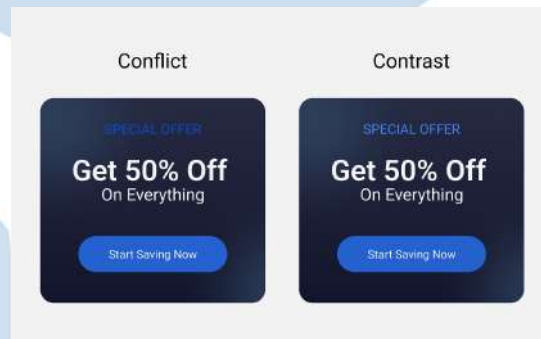 Conflict
SPECIAL OFFER
Get 50% Off
On Everything
Start Saving Now
Contrast
SPECIAL OFFER
Get 50% Off
On Everything
Start Saving Now